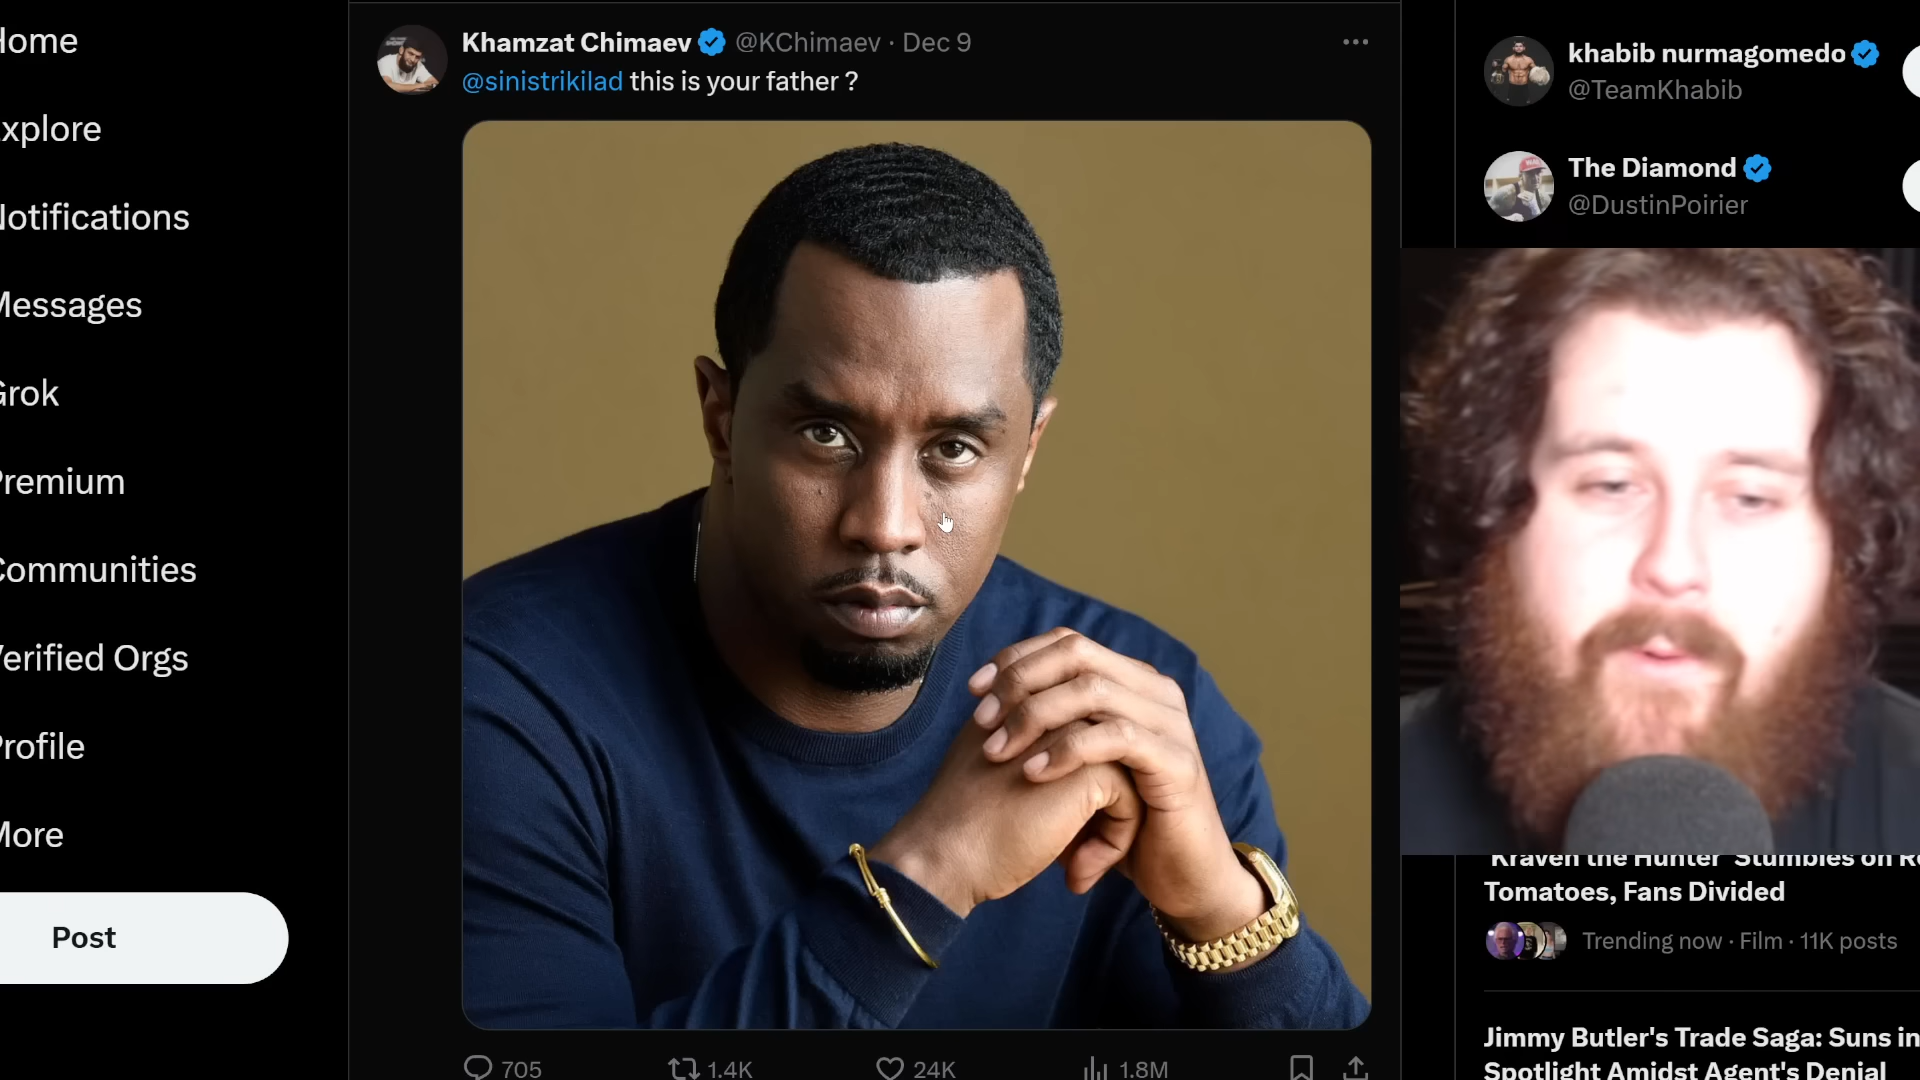 Home
Explore
Notifications
Messages
Grok
Premium
Communities
Verified Orgs
Profile
More
Post
Khamzat Chimaev @KChimaev · Dec 9
@sinistrikilad this is your father ?
705 1.4K 24K 1.8M
khabib nurmagomedo
@TeamKhabib
The Diamond
@DustinPoirier
'Kraven the Hunter' Stumbles on
Tomatoes, Fans Divided
Trending now · Film · 11K posts
Jimmy Butler's Trade Saga: Suns in
Spotlight Amidst Agent's Denial